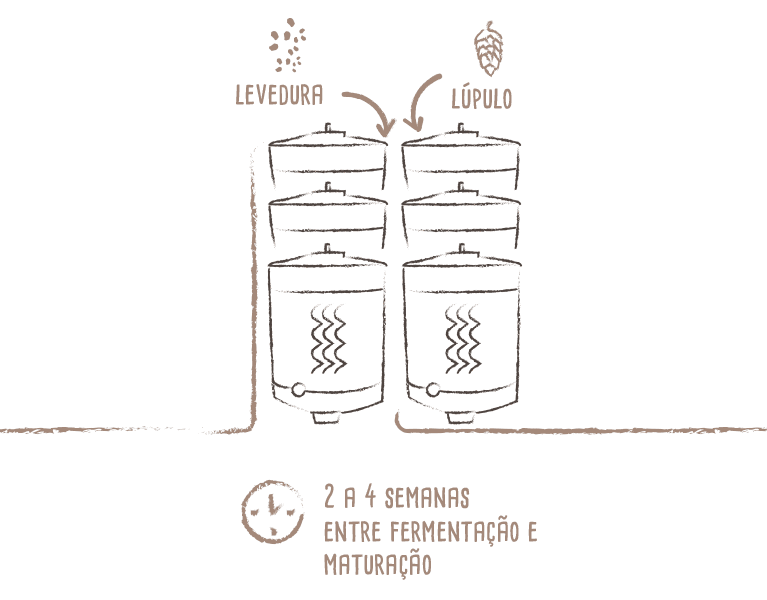 LEVEDURA
LÚPULO
2 A 4 SEMANAS
ENTRE FERMENTAÇÃO E
MATURAÇÃO